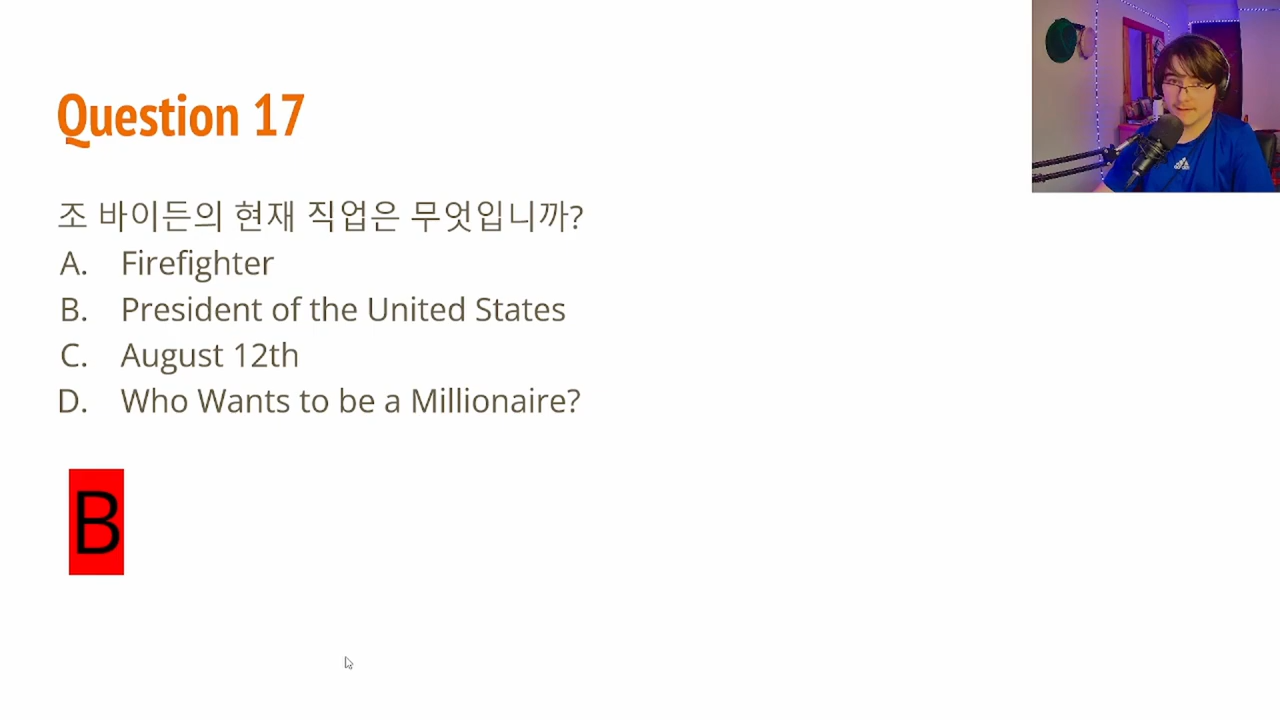 Question 17
조 바이든의 현재 직업은 무엇입니까?
A. Firefighter
B. President of the United States
C. August 12th
D. Who Wants to be a Millionaire?
B